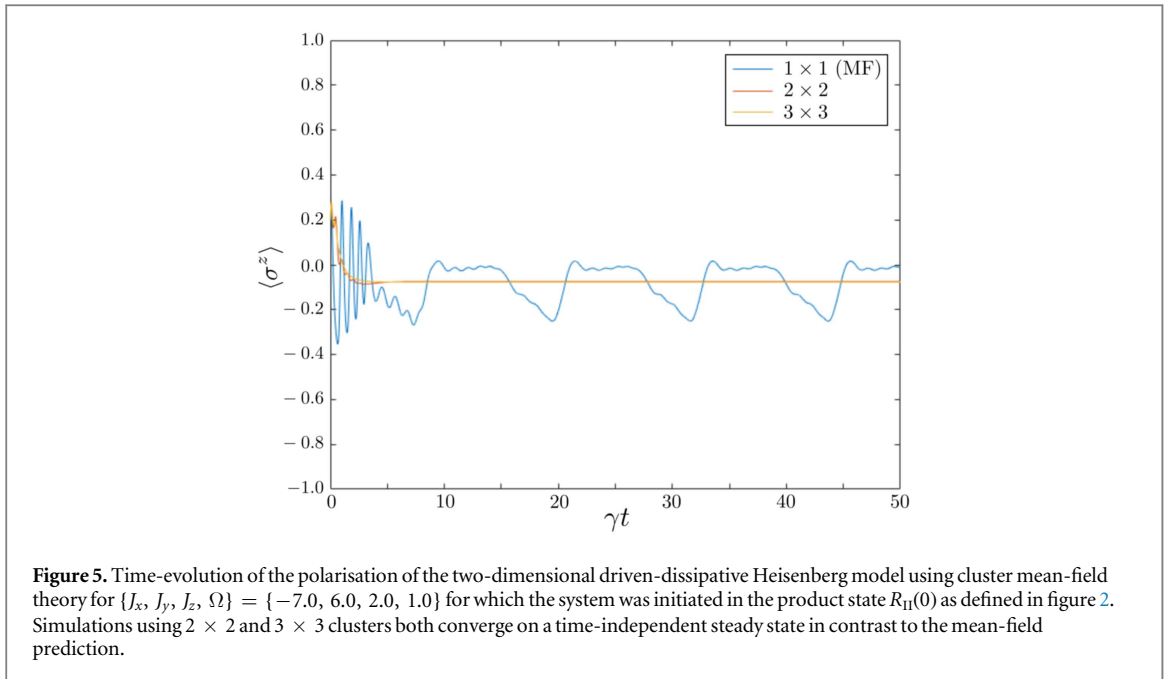 1.0
0.8
0.6
0.4
0.2
0.0
− 0.2
− 0.4
− 0.6
− 0.8
−1.0
⟨σᶻ⟩
1 × 1 (MF)
2 × 2
3 × 3
0 10 20 30 40 50
γt
Figure 5. Time-evolution of the polarisation of the two-dimensional driven-dissipative Heisenberg model using cluster mean-field
theory for {Jₓ, J_y, J_z, Ω} = {−7.0, 6.0, 2.0, 1.0} for which the system was initiated in the product state R_II(0) as defined in figure 2.
Simulations using 2 × 2 and 3 × 3 clusters both converge on a time-independent steady state in contrast to the mean-field
prediction.